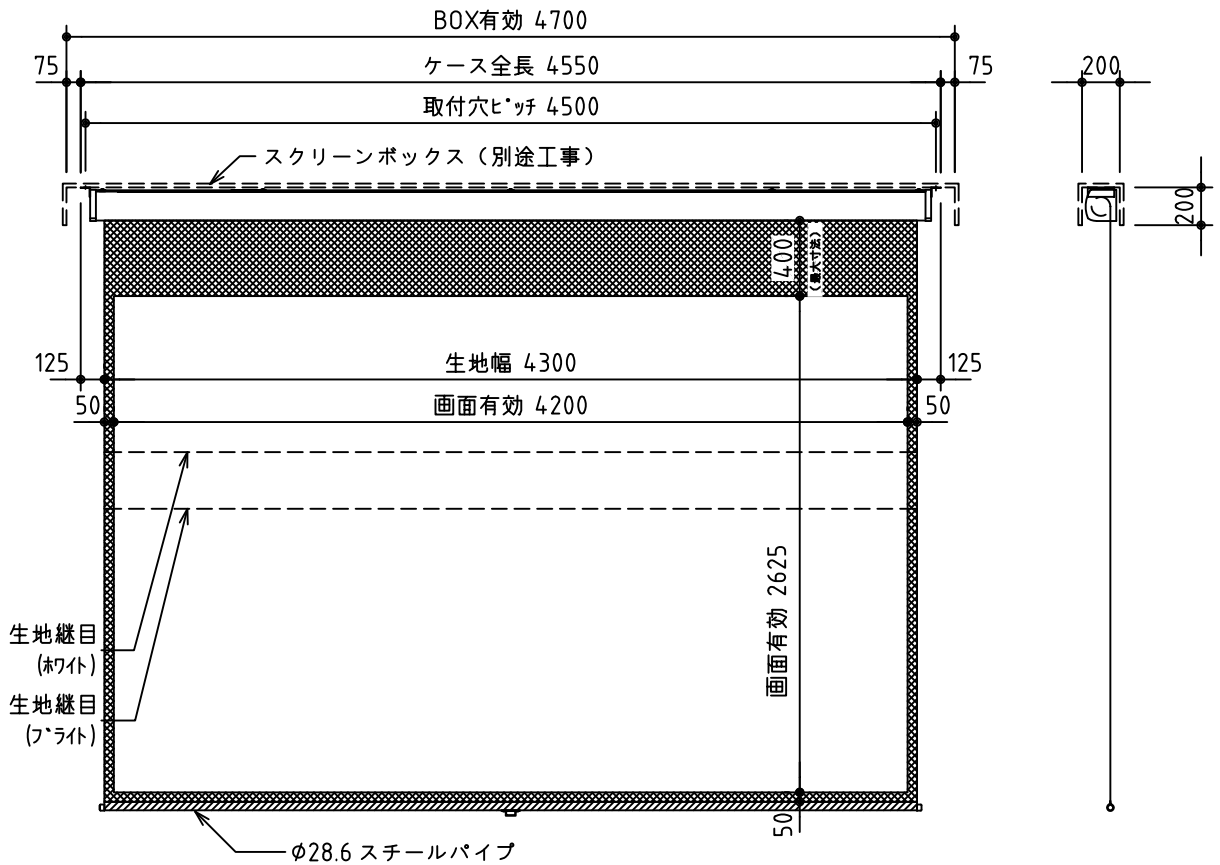 BOX有効 4700
75
ケース全長 4550
75
200
取付穴ピッチ 4500
スクリーンボックス（別途工事）
200
400
(最大寸法)
125
生地幅 4300
125
50
画面有効 4200
50
画面有効 2625
生地継目
(ホワイト)
生地継目
(ブライト)
50
φ28.6 スチールパイプ